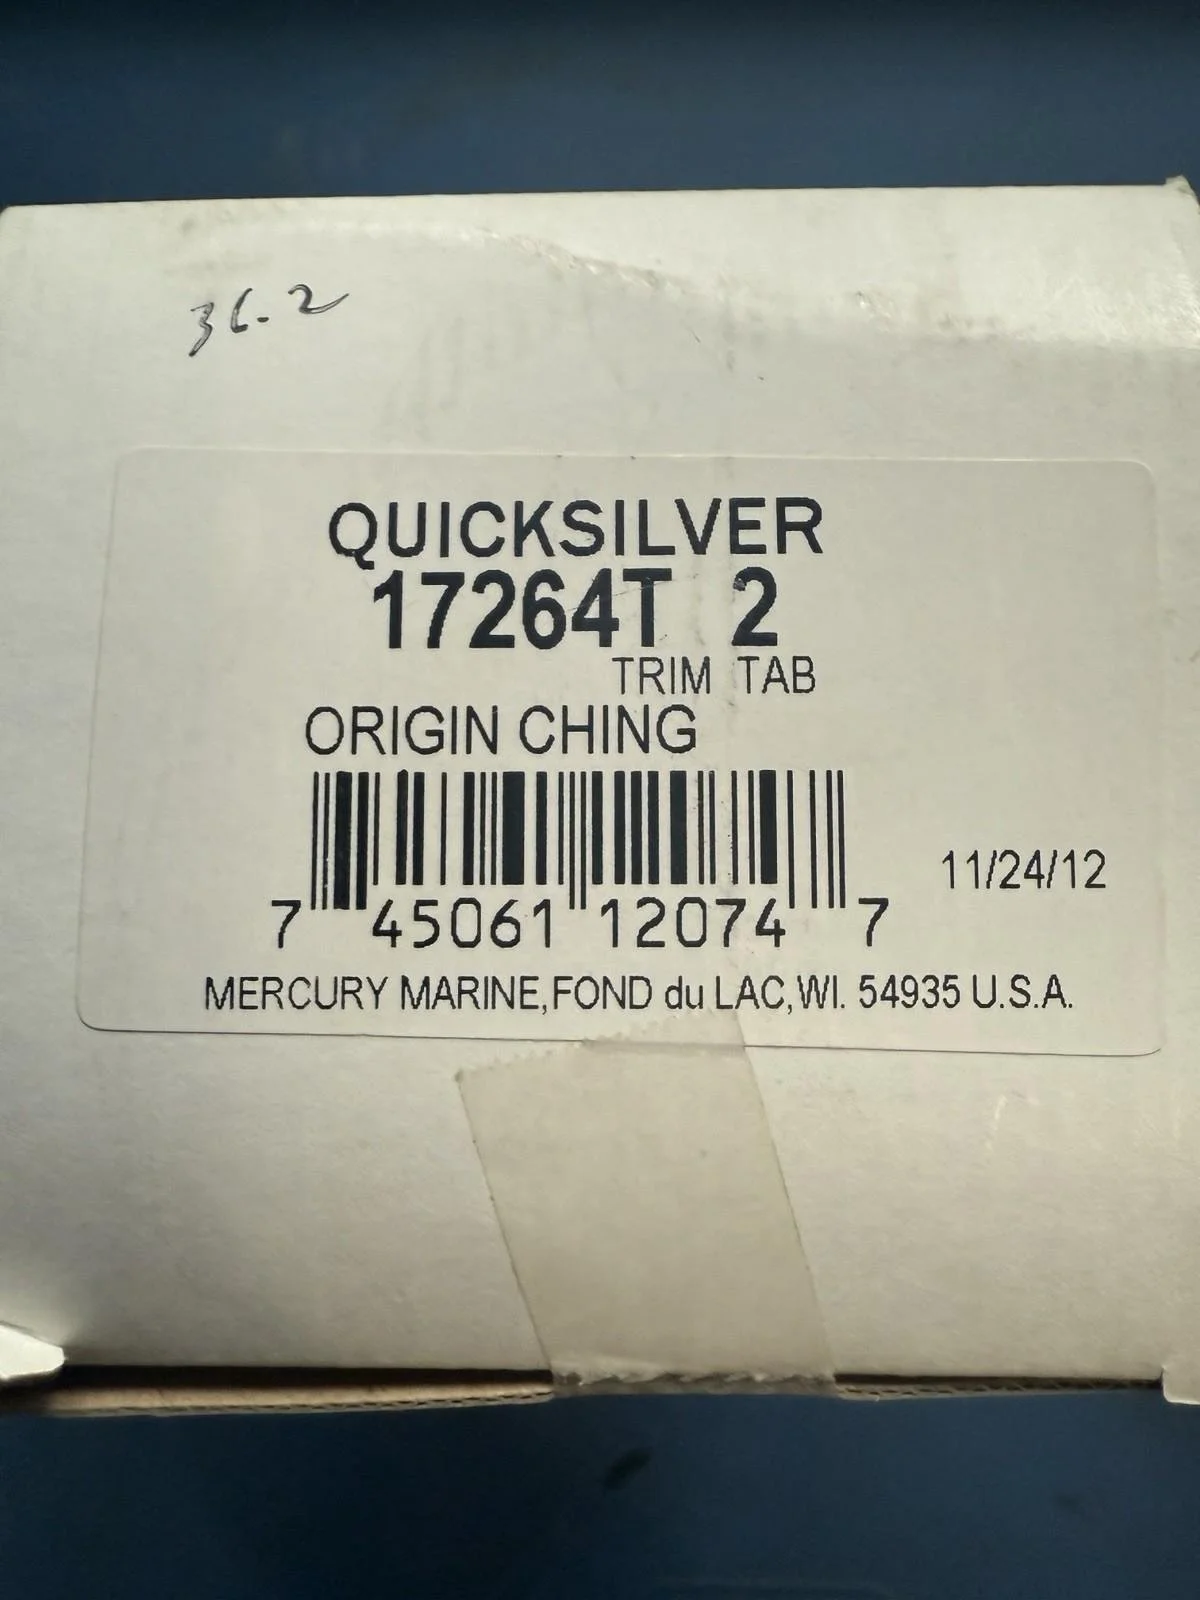 36.2
QUICKSILVER
17264T 2
TRIM TAB
ORIGIN CHING
11/24/12
7 45061 12074 7
MERCURY MARINE,FOND du LAC,WI. 54935 U.S.A.